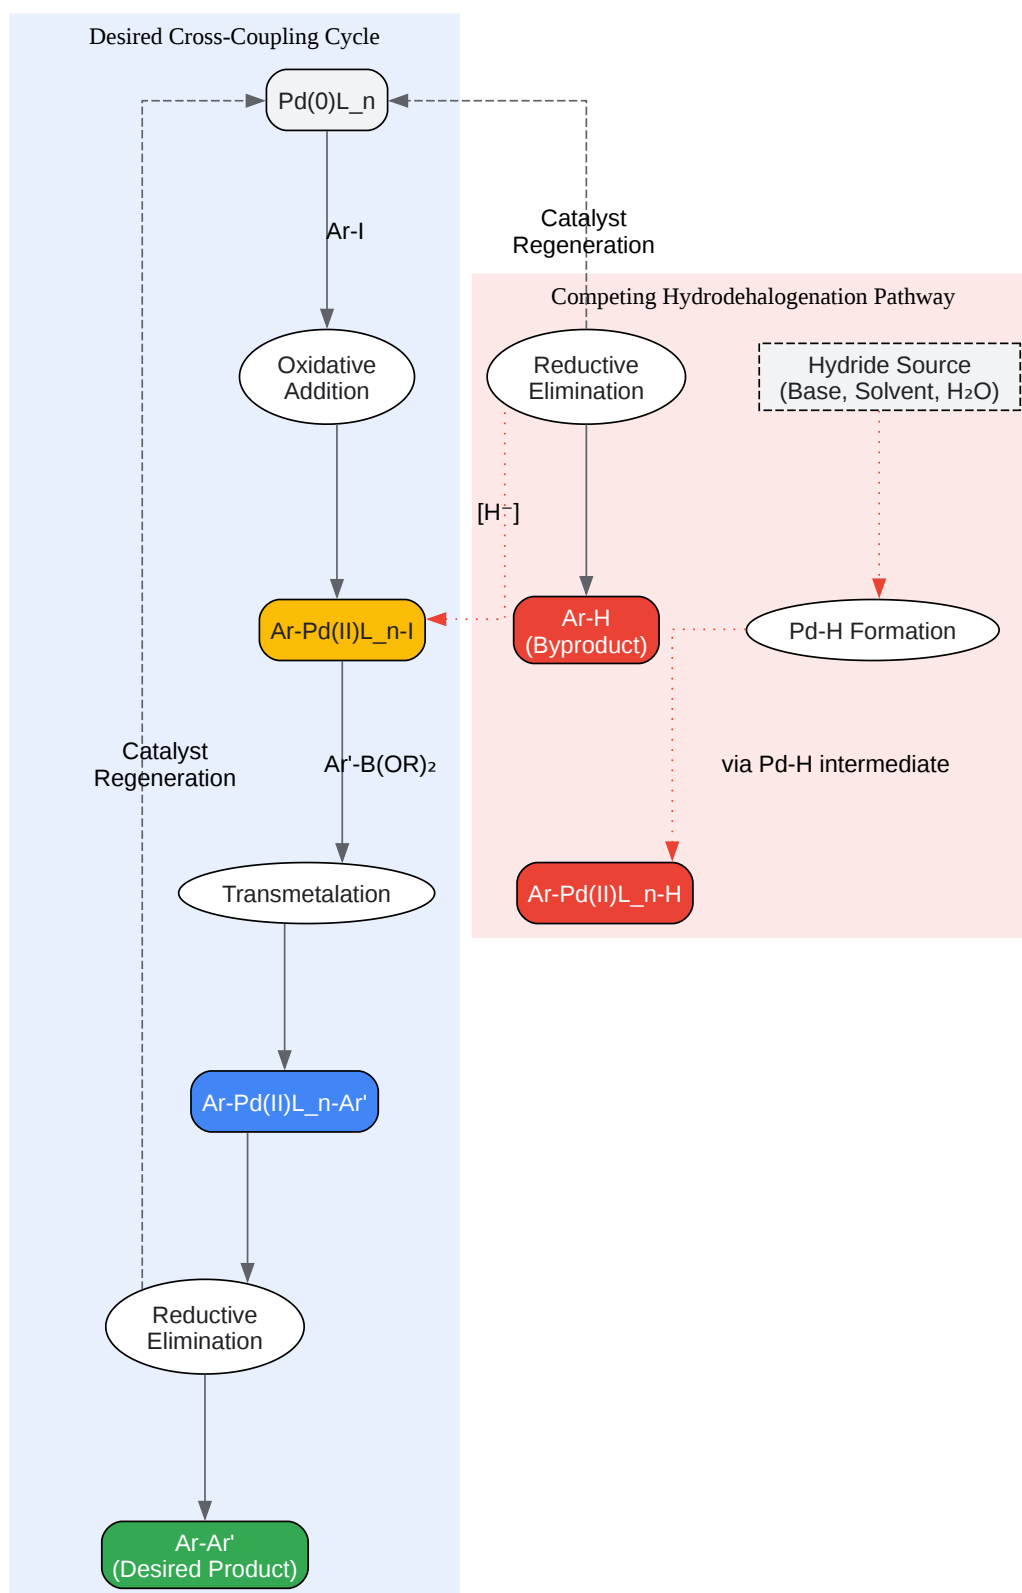 Desired Cross-Coupling Cycle
Pd(0)L_n
Ar-I
Catalyst
Regeneration
Competing Hydrodehalogenation Pathway
Oxidative
Addition
Reductive
Elimination
Hydride Source
(Base, Solvent, H₂O)
[H⁻]
Ar-Pd(II)L_n-I
Ar-H
(Byproduct)
Pd-H Formation
Catalyst
Regeneration
Ar'-B(OR)₂
via Pd-H intermediate
Transmetalation
Ar-Pd(II)L_n-H
Ar-Pd(II)L_n-Ar'
Reductive
Elimination
Ar-Ar'
(Desired Product)